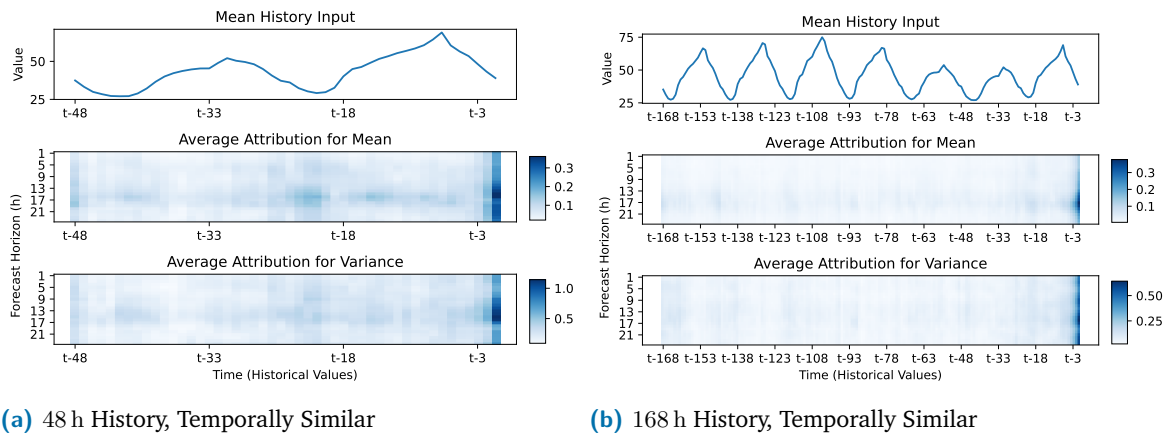 Mean History Input
Value
50
25
t-48 t-33 t-18 t-3
Average Attribution for Mean
1
5
9
13
17
21
0.3
0.2
0.1
t-48 t-33 t-18 t-3
Forecast Horizon (h)
Average Attribution for Variance
1
5
9
13
17
21
1.0
0.5
t-48 t-33 t-18 t-3
Time (Historical Values)
(a) 48 h History, Temporally Similar
Mean History Input
Value
75
50
25
t-168 t-153 t-138 t-123 t-108 t-93 t-78 t-63 t-48 t-33 t-18 t-3
Average Attribution for Mean
1
5
9
13
17
21
0.3
0.2
0.1
t-168 t-153 t-138 t-123 t-108 t-93 t-78 t-63 t-48 t-33 t-18 t-3
Forecast Horizon (h)
Average Attribution for Variance
1
5
9
13
17
21
0.50
0.25
t-168 t-153 t-138 t-123 t-108 t-93 t-78 t-63 t-48 t-33 t-18 t-3
Time (Historical Values)
(b) 168 h History, Temporally Similar